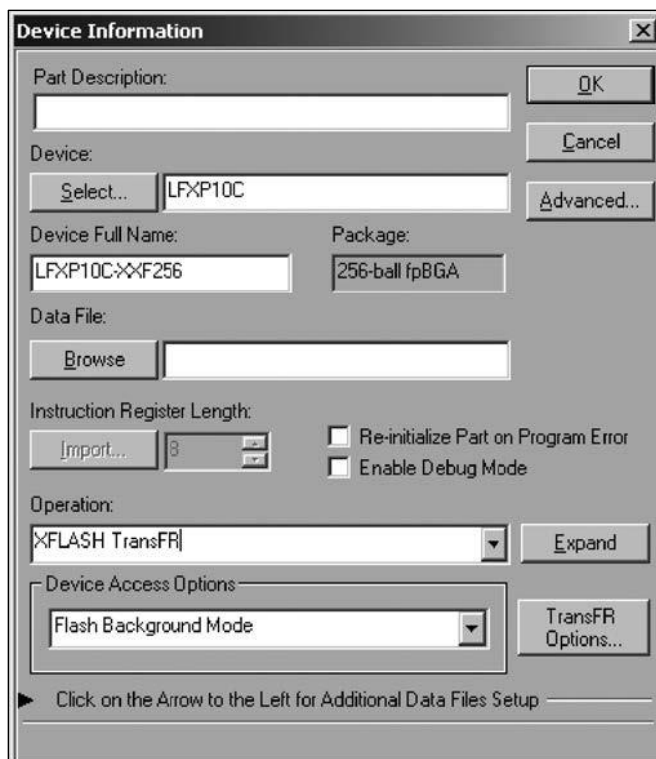 Device Information
Part Description:
OK
Device:
Cancel
Select... LFXP10C
Advanced...
Device Full Name: Package:
LFXP10C-XXF256 256-ball fpBGA
Data File:
Browse
Instruction Register Length:
Import... 8
Re-initialize Part on Program Error
Enable Debug Mode
Operation:
XFLASH TransFR Expand
Device Access Options
Flash Background Mode
TransFR
Options...
Click on the Arrow to the Left for Additional Data Files Setup